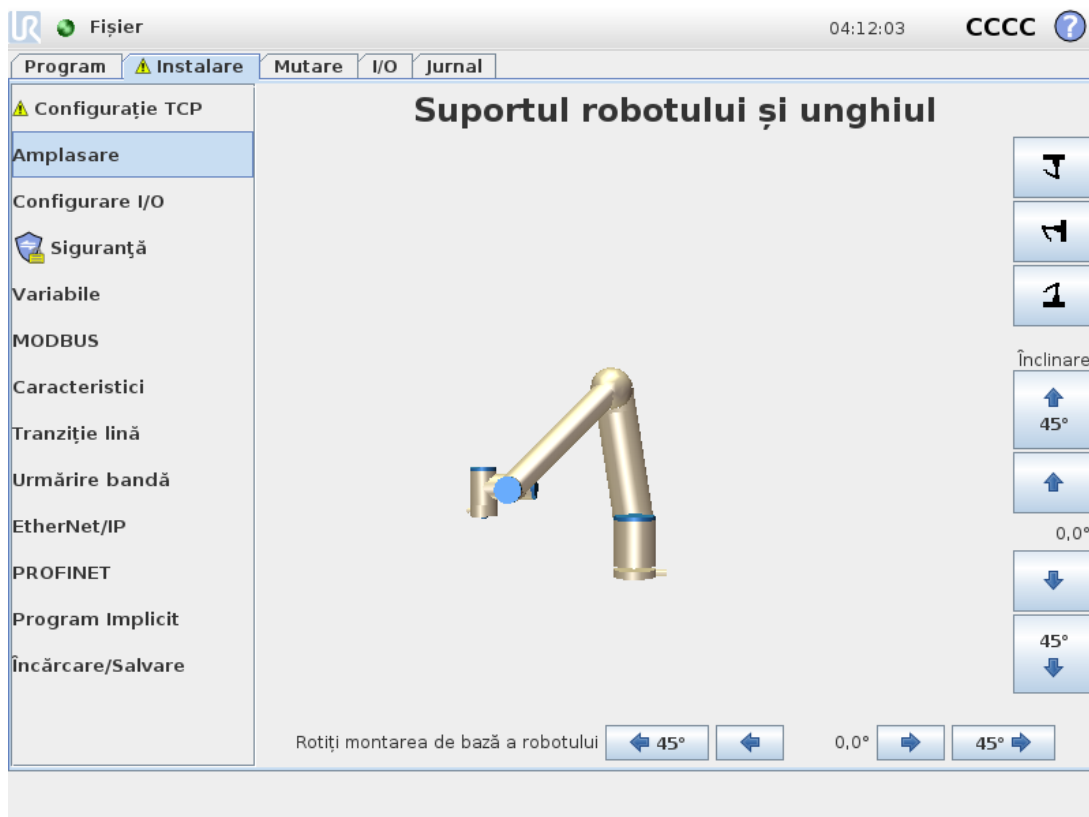 UR Fișier 04:12:03 CCCC ?
Program Instalare Mutare I/O Jurnal
Configurație TCP
Amplasare
Configurare I/O
Siguranţă
Variabile
MODBUS
Caracteristici
Tranziție lină
Urmărire bandă
EtherNet/IP
PROFINET
Program Implicit
Încărcare/Salvare
Suportul robotului și unghiul
Înclinare
45°
0,0°
45°
Rotiți montarea de bază a robotului 45° 0,0° 45°